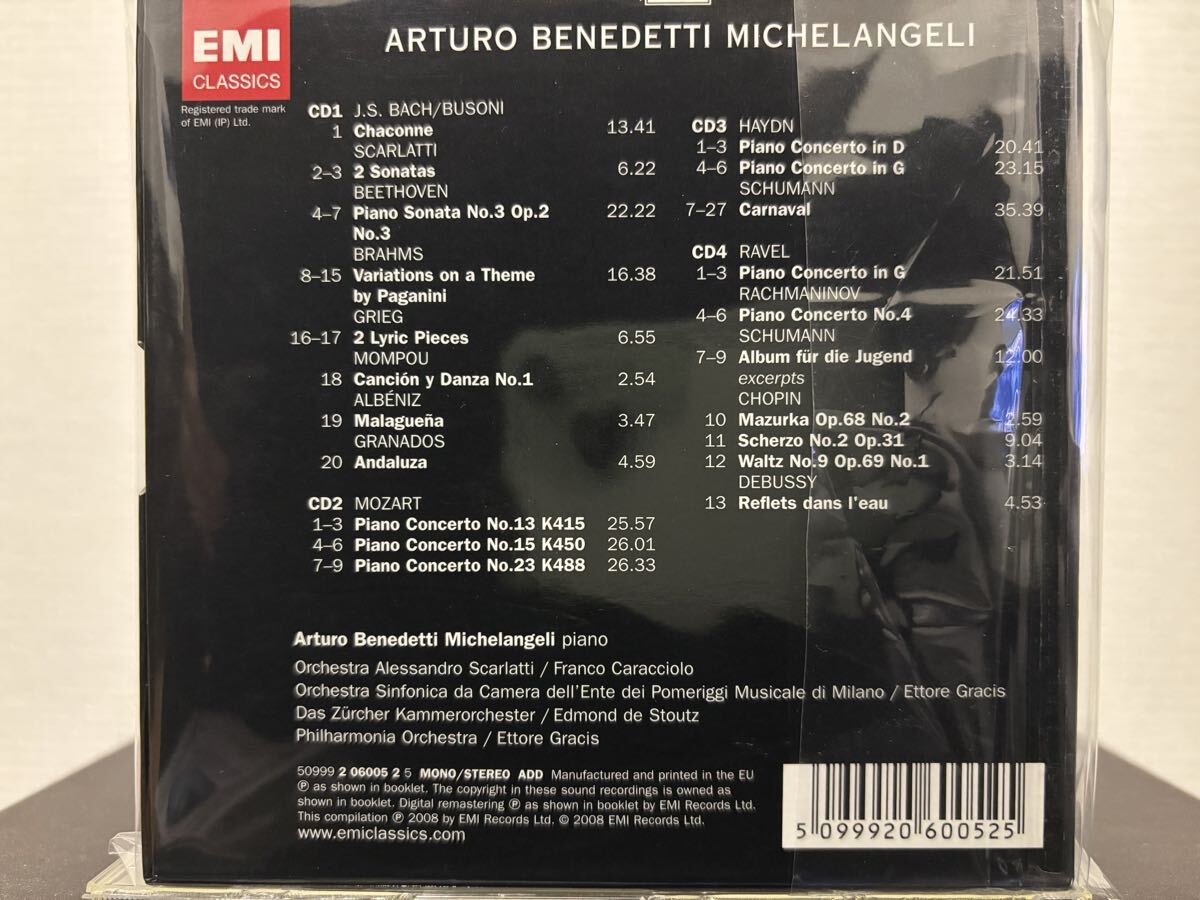 EMI
CLASSICS
Registered trade mark
of EMI (IP) Ltd.
ARTURO BENEDETTI MICHELANGELI
CD1 J.S. BACH/BUSONI
1 Chaconne 13.41
SCARLATTI
2–3 2 Sonatas 6.22
BEETHOVEN
4–7 Piano Sonata No.3 Op.2 22.22
No.3
BRAHMS
8–15 Variations on a Theme 16.38
by Paganini
GRIEG
16–17 2 Lyric Pieces 6.55
MOMPOU
18 Canción y Danza No.1 2.54
ALBÉNIZ
19 Malagueña 3.47
GRANADOS
20 Andaluza 4.59
CD2 MOZART
1–3 Piano Concerto No.13 K415 25.57
4–6 Piano Concerto No.15 K450 26.01
7–9 Piano Concerto No.23 K488 26.33
CD3 HAYDN
1–3 Piano Concerto in D 20.41
4–6 Piano Concerto in G 23.15
SCHUMANN
7–27 Carnaval 35.39
CD4 RAVEL
1–3 Piano Concerto in G 21.51
RACHMANINOV
4–6 Piano Concerto No.4 24.33
SCHUMANN
7–9 Album für die Jugend 12.00
excerpts
CHOPIN
10 Mazurka Op.68 No.2 2.59
11 Scherzo No.2 Op.31 9.04
12 Waltz No.9 Op.69 No.1 3.14
DEBUSSY
13 Reflets dans l'eau 4.53
Arturo Benedetti Michelangeli piano
Orchestra Alessandro Scarlatti / Franco Caracciolo
Orchestra Sinfonica da Camera dell'Ente dei Pomeriggi Musicale di Milano / Ettore Gracis
Das Zürcher Kammerorchester / Edmond de Stoutz
Philharmonia Orchestra / Ettore Gracis
50999 2 06005 2 5 MONO/STEREO ADD Manufactured and printed in the EU
℗ as shown in booklet. The copyright in these sound recordings is owned as
shown in booklet. Digital remastering ℗ as shown in booklet by EMI Records Ltd.
This compilation ℗ 2008 by EMI Records Ltd. © 2008 EMI Records Ltd.
www.emiclassics.com
5 099920 600525